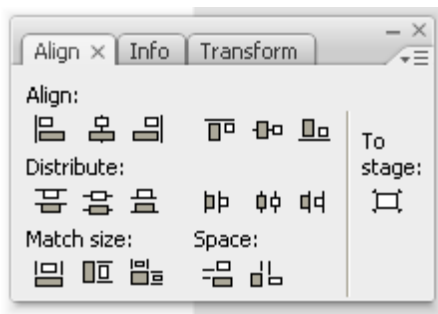 Align Info Transform
Align:
To stage:
Distribute:
Match size: Space: